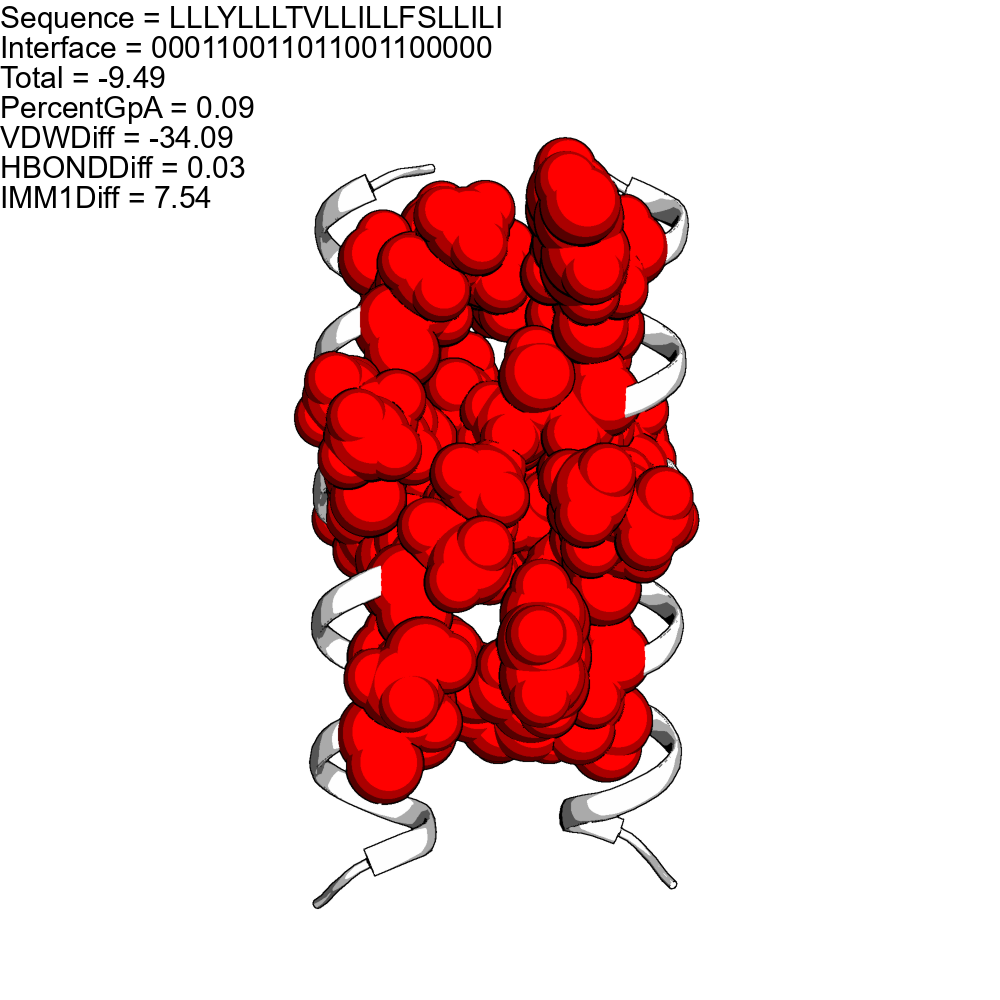 Sequence = LLLYLLLTVLLILLFSLLILI
Interface = 000110011011001100000
Total = -9.49
PercentGpA = 0.09
VDWDiff = -34.09
HBONDDiff = 0.03
IMM1Diff = 7.54